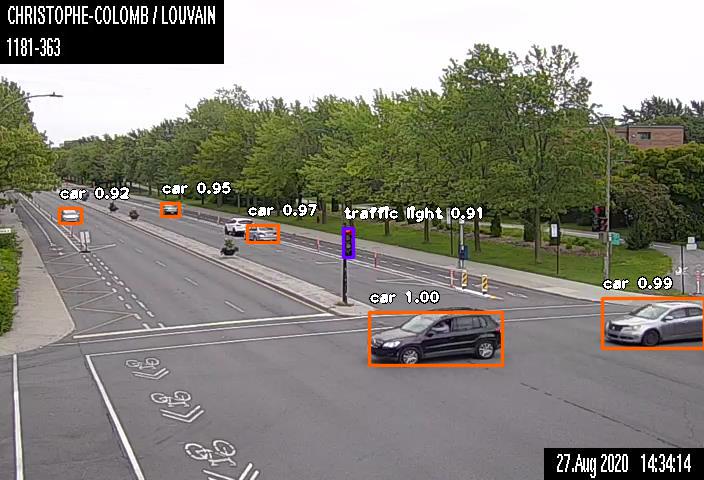 CHRISTOPHE-COLOMB / LOUVAIN
1181-363
car 0.92
car 0.95
car 0.97
traffic light 0.91
car 0.99
car 1.00
27.Aug 2020 14:34:14